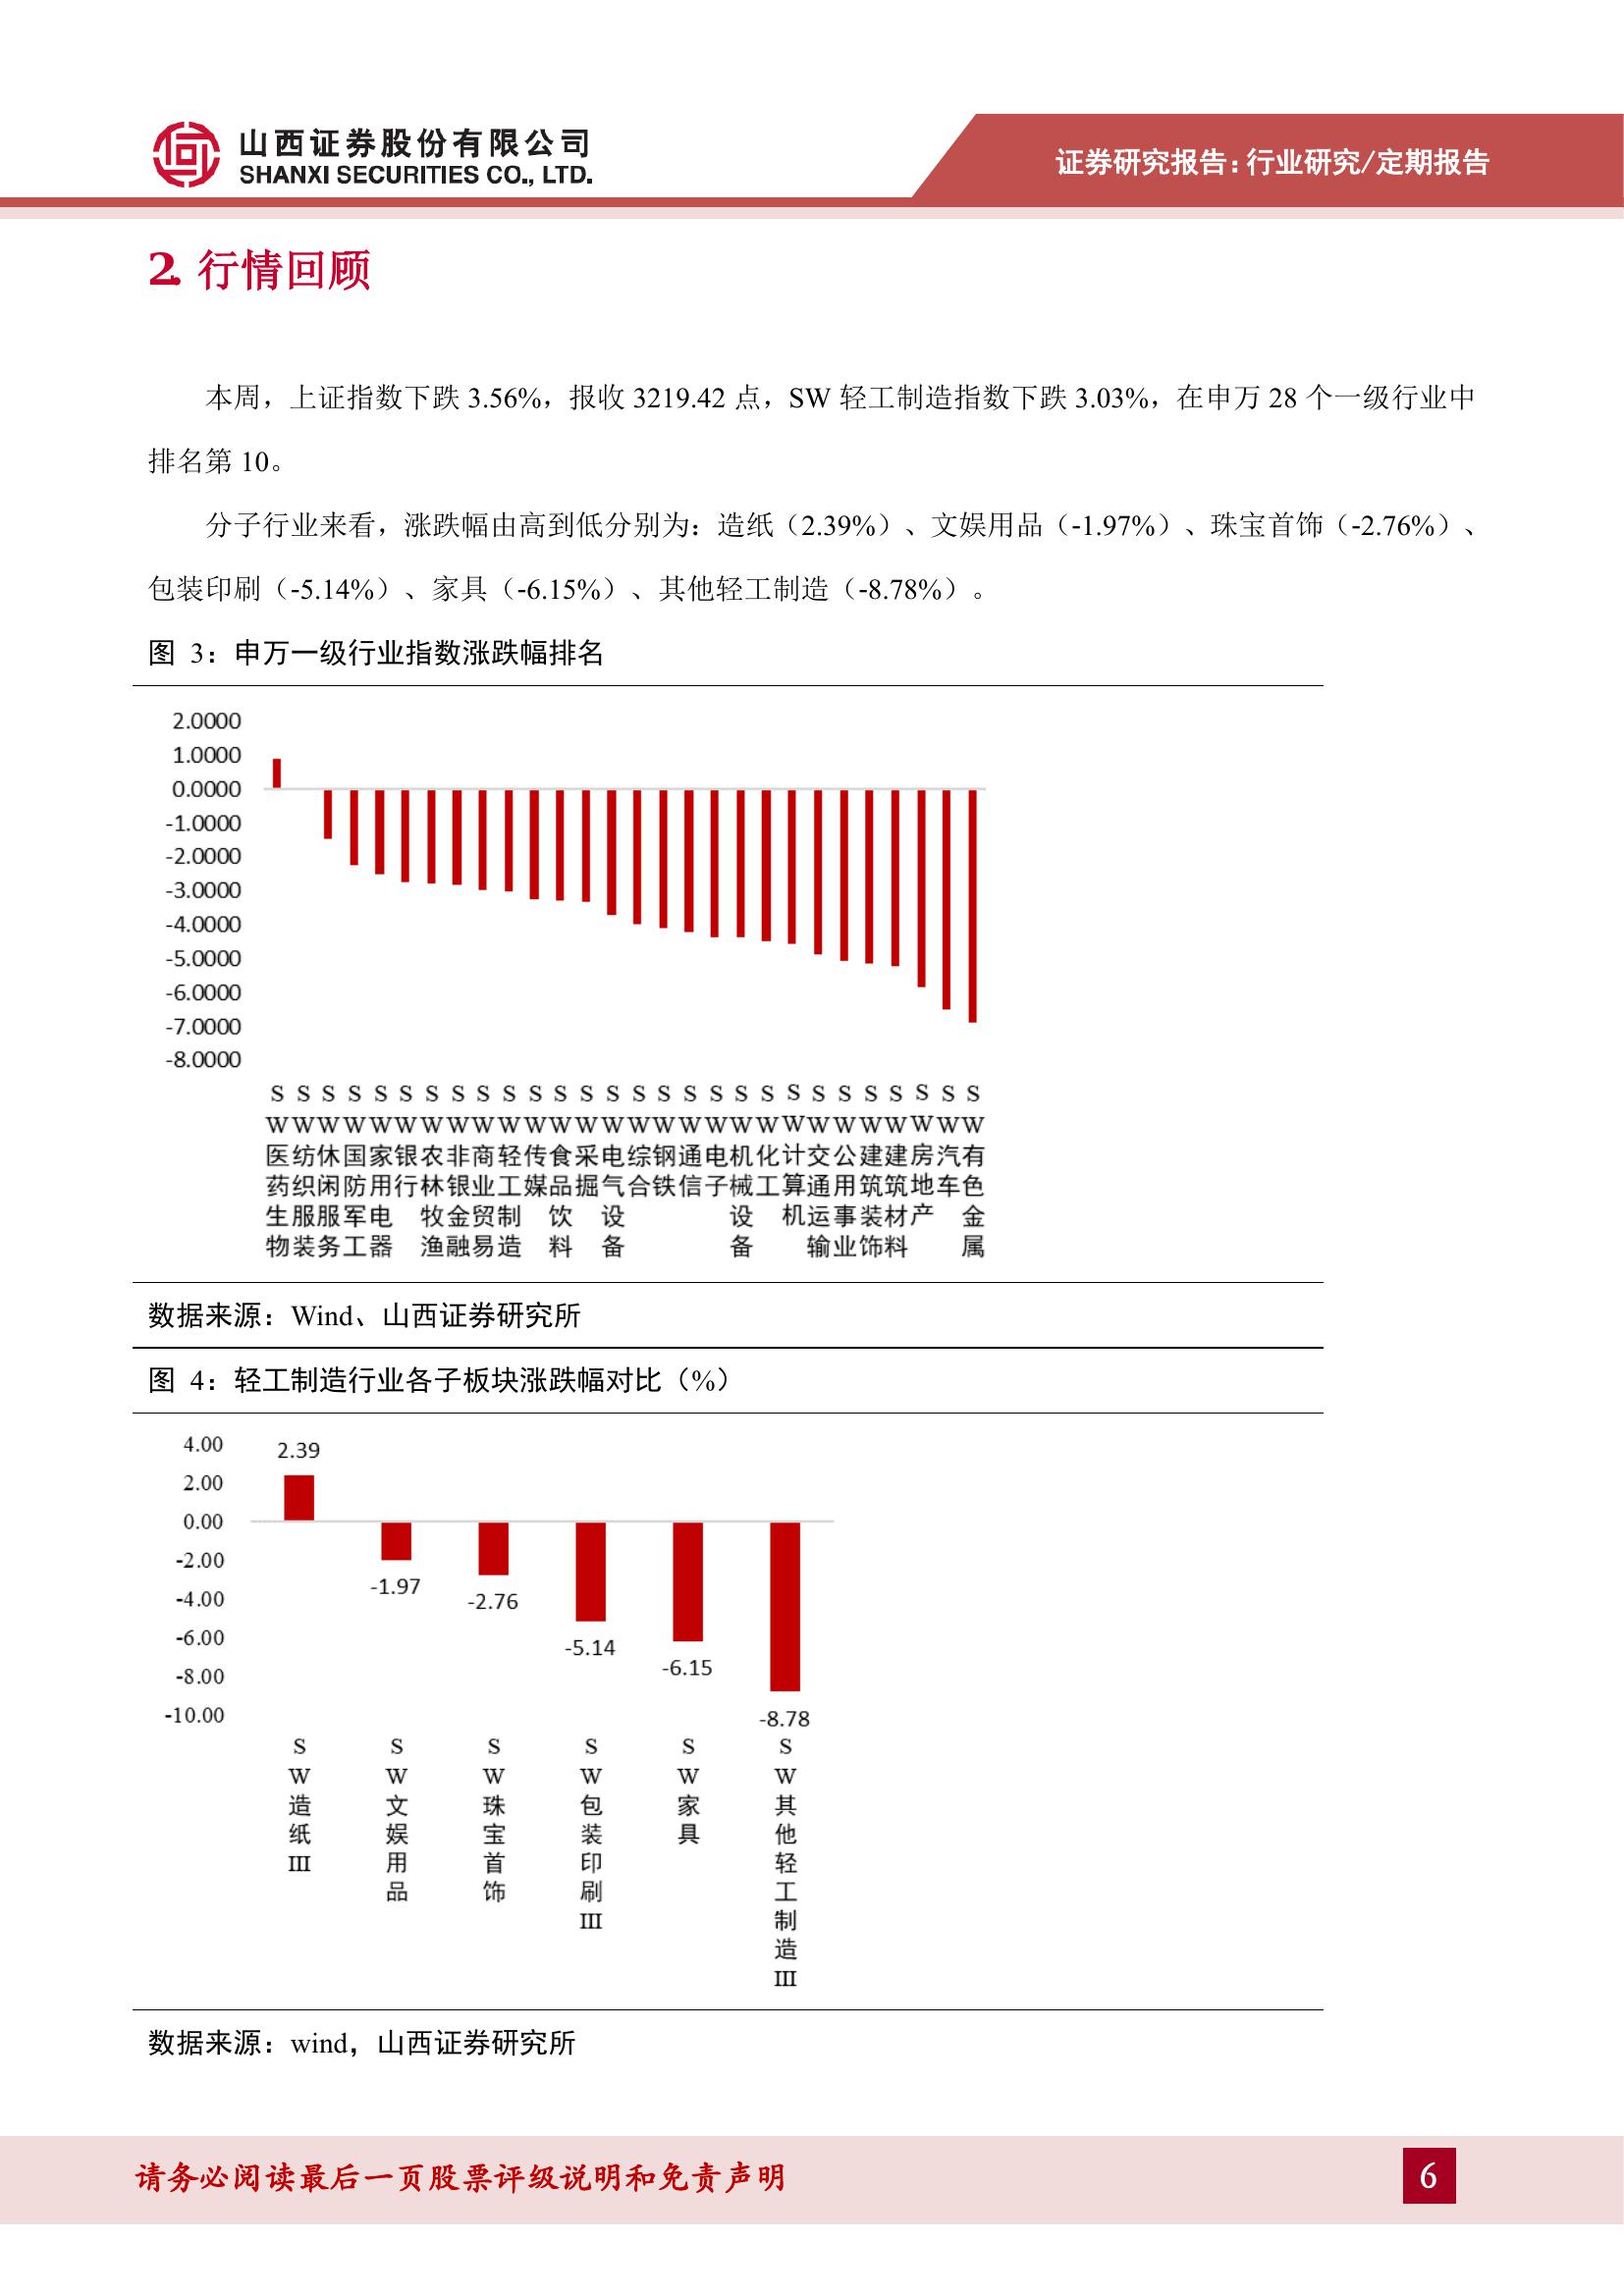 山西证券股份有限公司
SHANXI SECURITIES CO., LTD.
证券研究报告:行业研究/定期报告
2. 行情回顾
本周，上证指数下跌 3.56%，报收 3219.42 点，SW 轻工制造指数下跌 3.03%，在申万 28 个一级行业中
排名第 10。
分子行业来看，涨跌幅由高到低分别为：造纸（2.39%）、文娱用品（-1.97%）、珠宝首饰（-2.76%）、
包装印刷（-5.14%）、家具（-6.15%）、其他轻工制造（-8.78%）。
图 3：申万一级行业指数涨跌幅排名
2.0000
1.0000
0.0000
-1.0000
-2.0000
-3.0000
-4.0000
-5.0000
-6.0000
-7.0000
-8.0000
SW医药生物
SW纺织服装
SW休闲服务
SW国防军工
SW家用电器
SW银行
SW农林牧渔
SW非银金融
SW商业贸易
SW轻工制造
SW传媒
SW食品饮料
SW采掘
SW电气设备
SW综合
SW钢铁
SW通信
SW电子
SW机械设备
SW化工
SW计算机
SW交通运输
SW公用事业
SW建筑装饰
SW建筑材料
SW房地产
SW汽车
SW有色金属
数据来源：Wind、山西证券研究所
图 4：轻工制造行业各子板块涨跌幅对比（%）
4.00
2.00
0.00
-2.00
-4.00
-6.00
-8.00
-10.00
2.39
-1.97
-2.76
-5.14
-6.15
-8.78
SW造纸III
SW文娱用品
SW珠宝首饰
SW包装印刷III
SW家具
SW其他轻工制造III
数据来源：wind，山西证券研究所
请务必阅读最后一页股票评级说明和免责声明
6